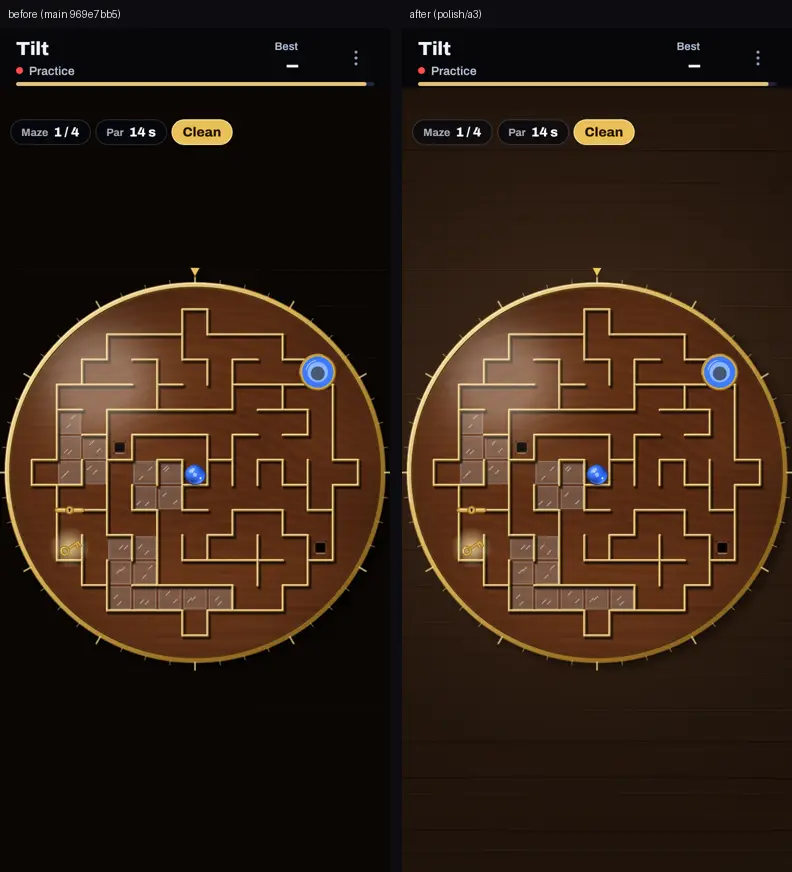 before (main 969e7bb5)
Tilt
Best
Practice
–
Maze 1 / 4
Par 14 s
Clean
after (polish/a3)
Tilt
Best
Practice
–
Maze 1 / 4
Par 14 s
Clean